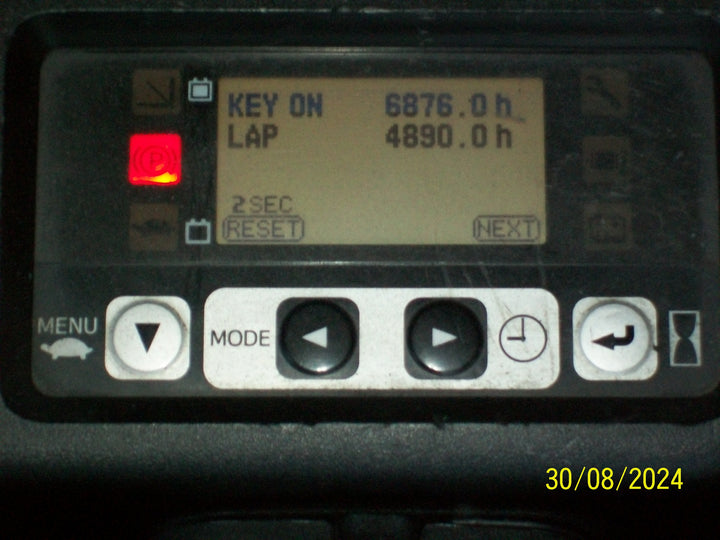 KEY ON 6876.0h
LAP 4890.0h
P
2SEC
RESET NEXT
MENU
MODE
30/08/2024